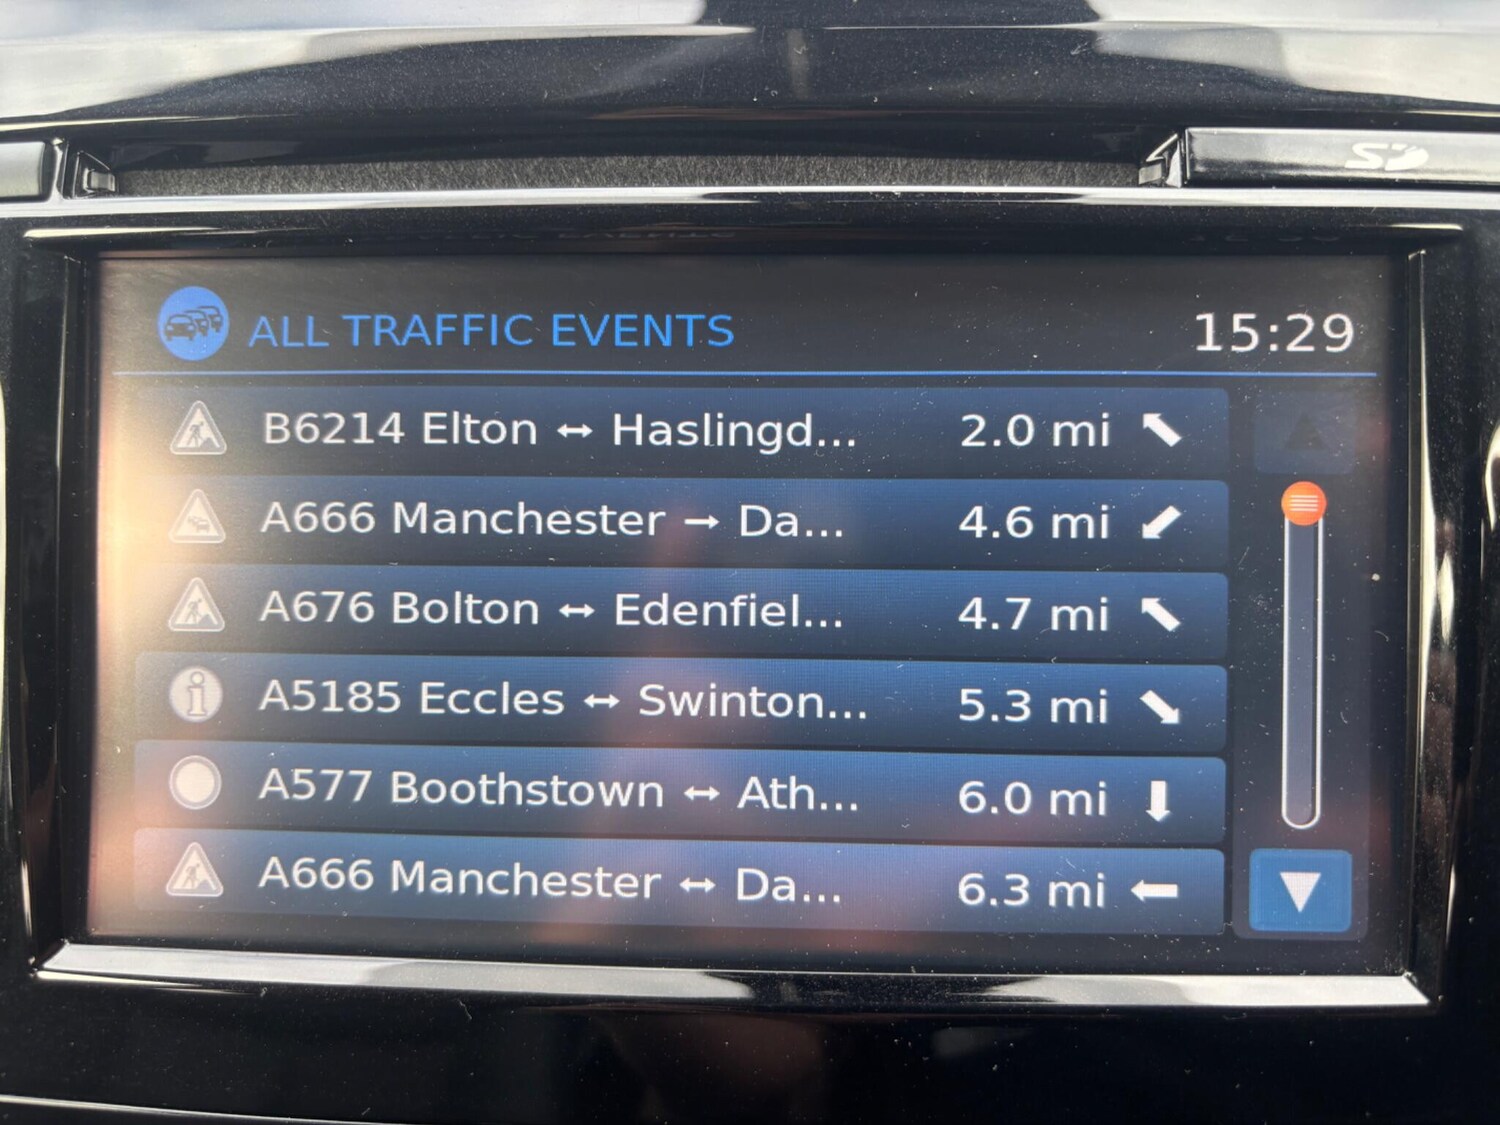 SD
ALL TRAFFIC EVENTS 15:29
B6214 Elton ↔ Haslingd... 2.0 mi
A666 Manchester → Da... 4.6 mi
A676 Bolton ↔ Edenfiel... 4.7 mi
A5185 Eccles ↔ Swinton... 5.3 mi
A577 Boothstown ↔ Ath... 6.0 mi
A666 Manchester ↔ Da... 6.3 mi